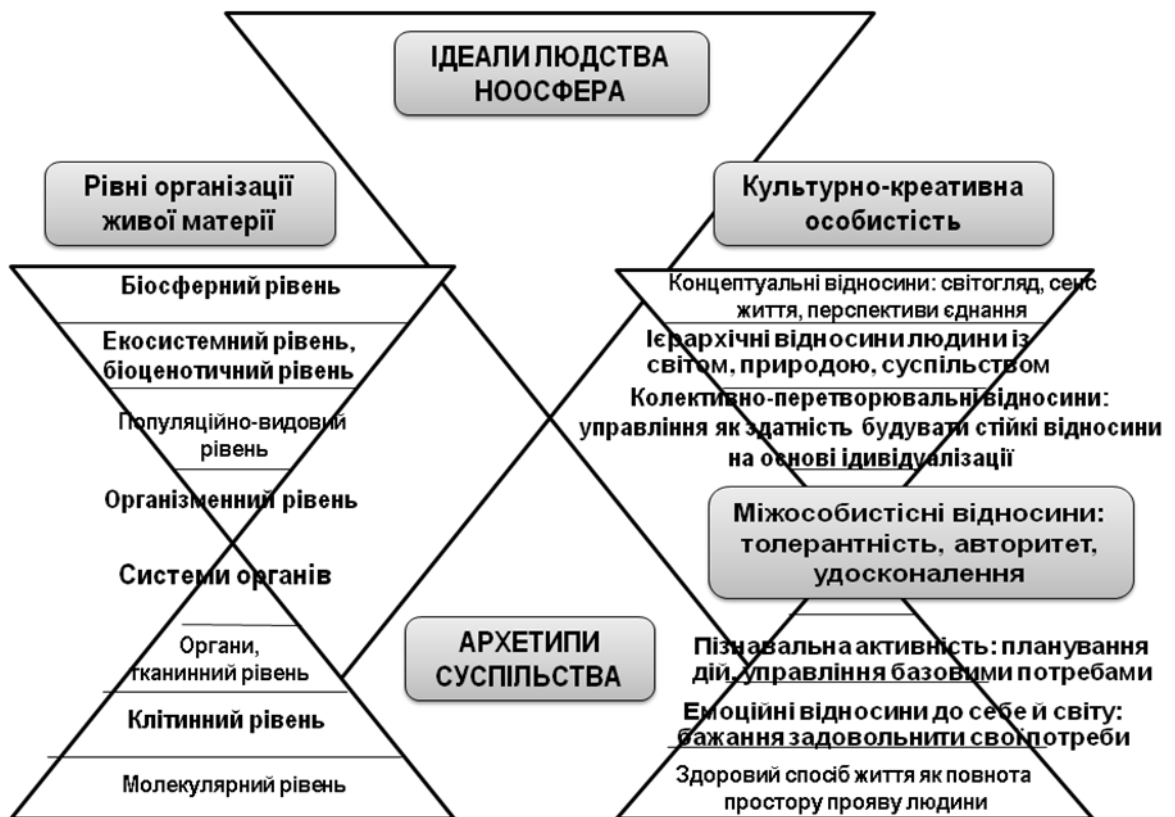 ІДЕАЛИ ЛЮДСТВА
НООСФЕРА
Рівні організації
живої матерії
Культурно-креативна
особистість
Біосферний рівень
Екосистемний рівень,
біоценотичний рівень
Популяційно-видовий
рівень
Організменний рівень
Системи органів
Органи,
тканинний рівень
Клітинний рівень
Молекулярний рівень
Концептуальні відносини: світогляд, сенс
життя, перспективи єднання
Ієрархічні відносини людини із
світом, природою, суспільством
Колективно-перетворювальні відносини:
управління як здатність будувати стійкі відносини
на основі ідивідуалізації
Міжособистісні відносини:
толерантність, авторитет,
удосконалення
АРХЕТИПИ
СУСПІЛЬСТВА
Пізнавальна активність: планування
дій, управління базовими потребами
Емоційні відносини до себе й світу:
бажання задовольнити свої потреби
Здоровий спосіб життя як повнота
простору прояву людини